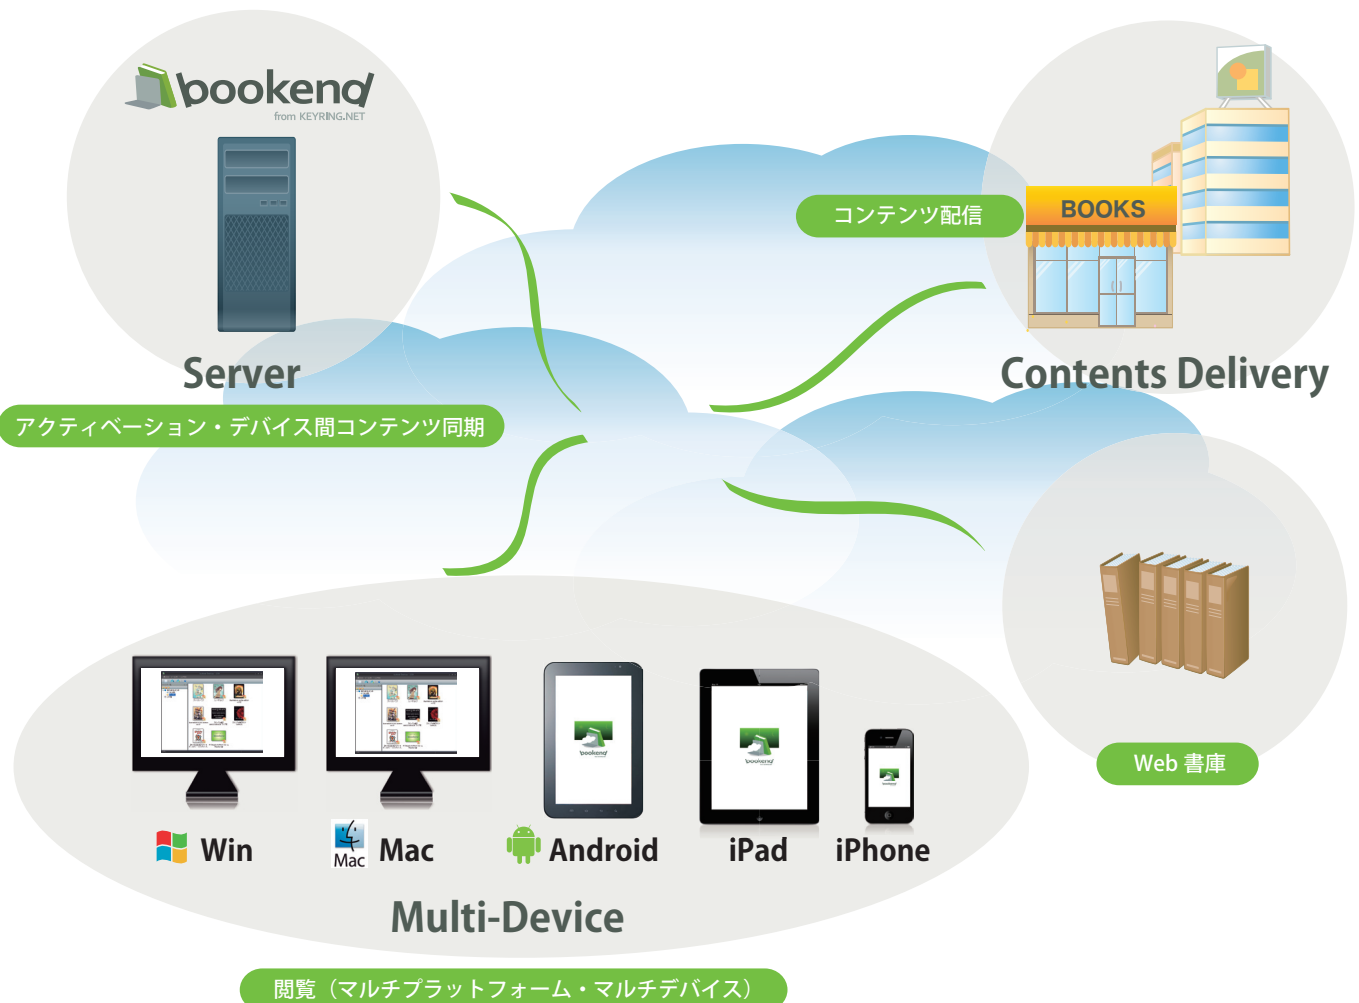 bookend
from KEYRING.NET
Server
アクティベーション・デバイス間コンテンツ同期
コンテンツ配信
BOOKS
Contents Delivery
Web 書庫
bookend
bookend
bookend
Win
Mac
Mac
Android
iPad
iPhone
Multi-Device
閲覧（マルチプラットフォーム・マルチデバイス）